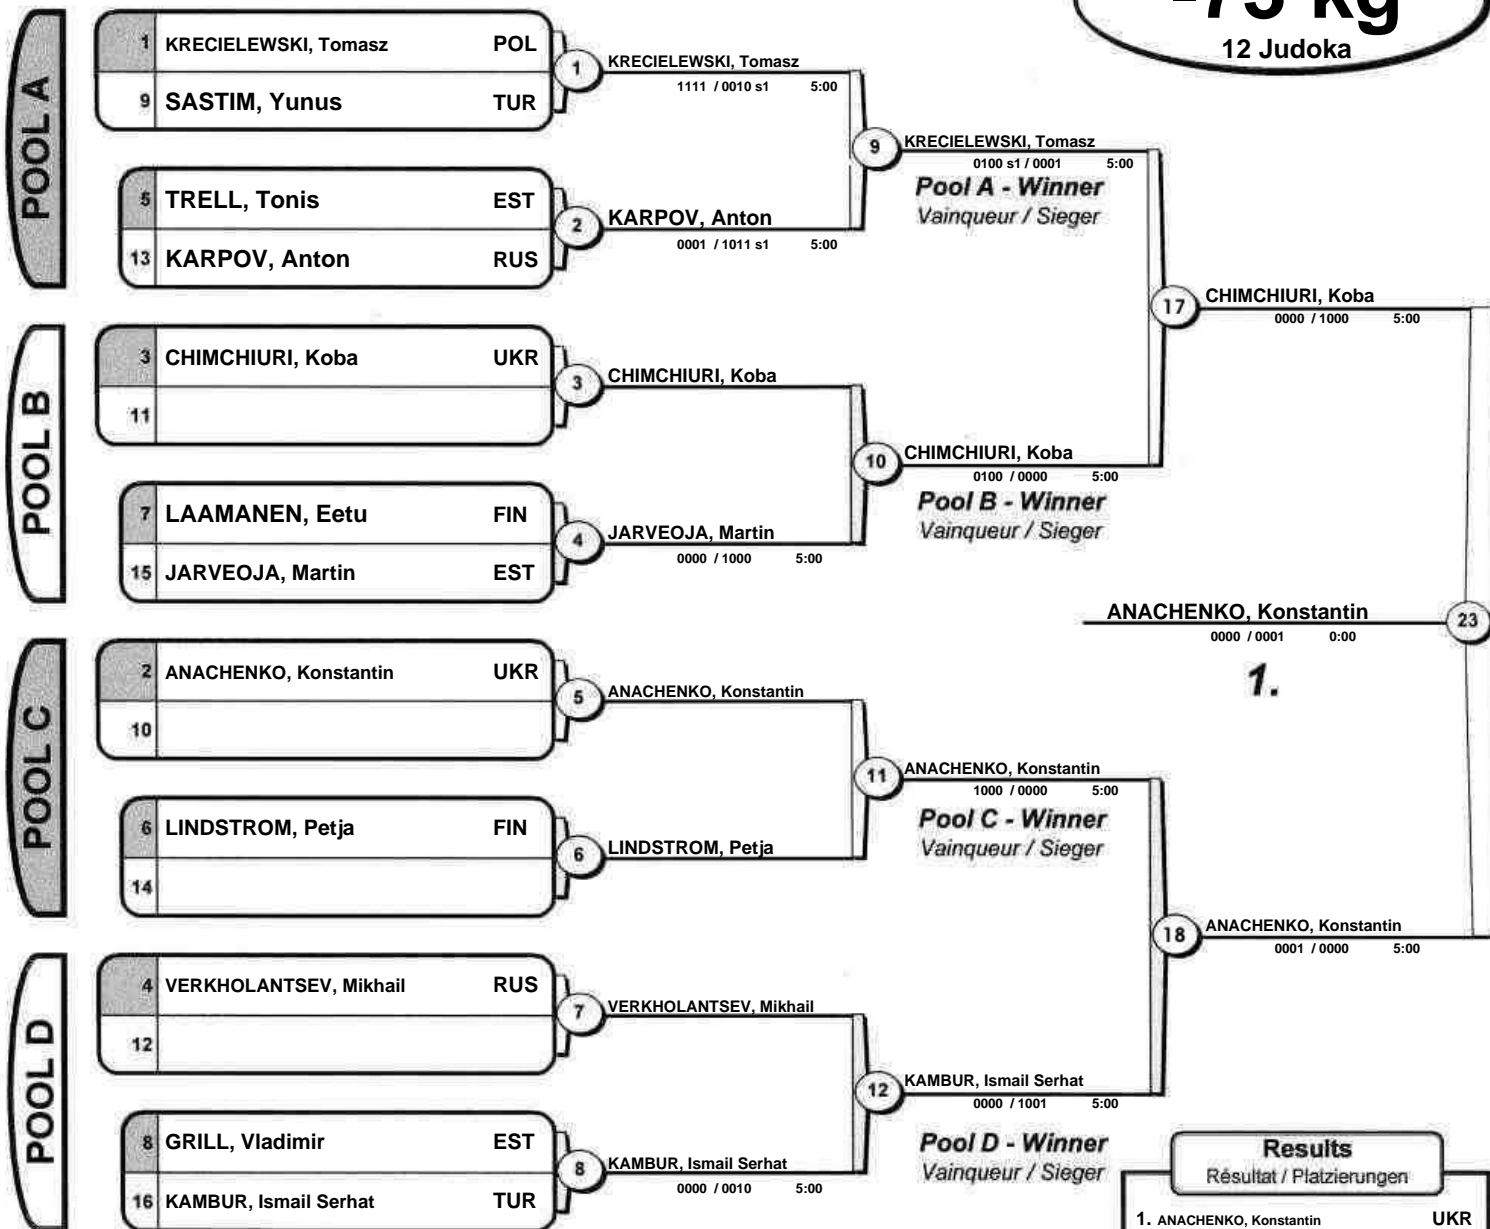 -73 kg
12 Judoka
POOL A
1 KRECIELEWSKI, Tomasz POL
9 SASTIM, Yunus TUR
5 TRELL, Tonis EST
13 KARPOV, Anton RUS
1 KRECIELEWSKI, Tomasz
1111 / 0010 s1 5:00
2 KARPOV, Anton
0001 / 1011 s1 5:00
9 KRECIELEWSKI, Tomasz
0100 s1 / 0001 5:00
Pool A - Winner
Vainqueur / Sieger
POOL B
3 CHIMCHIURI, Koba UKR
11
7 LAAMANEN, Eetu FIN
15 JARVEOJA, Martin EST
3 CHIMCHIURI, Koba
4 JARVEOJA, Martin
0000 / 1000 5:00
10 CHIMCHIURI, Koba
0100 / 0000 5:00
Pool B - Winner
Vainqueur / Sieger
17 CHIMCHIURI, Koba
0000 / 1000 5:00
ANACHENKO, Konstantin 23
0000 / 0001 0:00
1.
POOL C
2 ANACHENKO, Konstantin UKR
10
6 LINDSTROM, Petja FIN
14
5 ANACHENKO, Konstantin
6 LINDSTROM, Petja
11 ANACHENKO, Konstantin
1000 / 0000 5:00
Pool C - Winner
Vainqueur / Sieger
18 ANACHENKO, Konstantin
0001 / 0000 5:00
POOL D
4 VERKHOLANTSEV, Mikhail RUS
12
8 GRILL, Vladimir EST
16 KAMBUR, Ismail Serhat TUR
7 VERKHOLANTSEV, Mikhail
8 KAMBUR, Ismail Serhat
0000 / 0010 5:00
12 KAMBUR, Ismail Serhat
0000 / 1001 5:00
Pool D - Winner
Vainqueur / Sieger
Results
Résultat / Platzierungen
1. ANACHENKO, Konstantin UKR